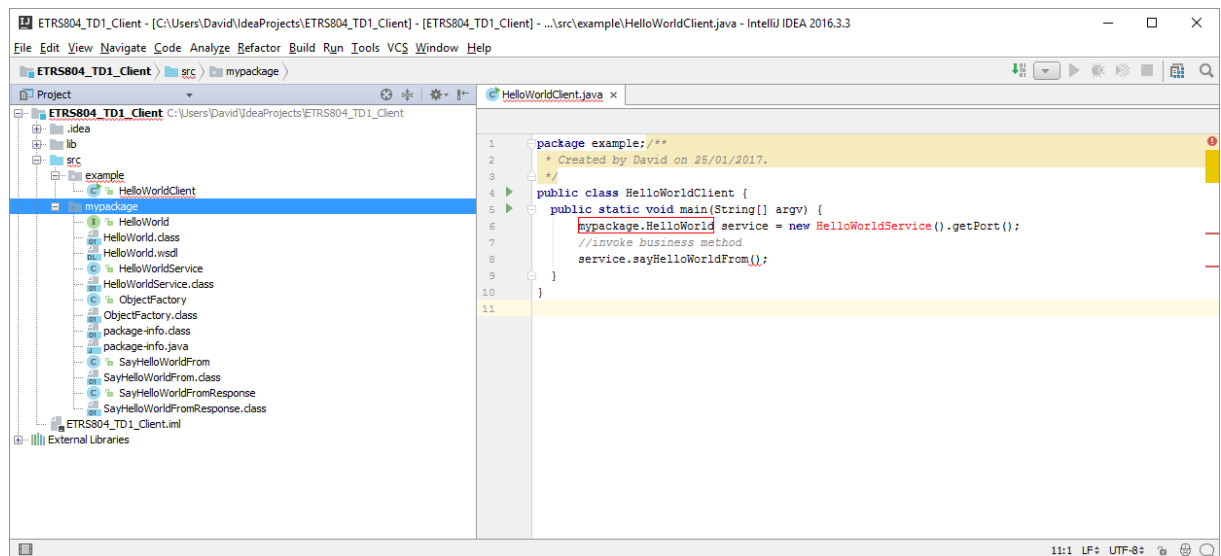 ETRS804_TD1_Client - [C:\Users\David\IdeaProjects\ETRS804_TD1_Client] - [ETRS804_TD1_Client] - ...\src\example\HelloWorldClient.java - IntelliJ IDEA 2016.3.3
File Edit View Navigate Code Analyze Refactor Build Run Tools VCS Window Help
ETRS804_TD1_Client src mypackage
Project
ETRS804_TD1_Client C:\Users\David\IdeaProjects\ETRS804_TD1_Client
.idea
lib
src
example
HelloWorldClient
mypackage
HelloWorld
HelloWorld.class
HelloWorld.wsdl
HelloWorldService
HelloWorldService.class
ObjectFactory
ObjectFactory.class
package-info.class
package-info.java
SayHelloWorldFrom
SayHelloWorldFrom.class
SayHelloWorldFromResponse
SayHelloWorldFromResponse.class
ETRS804_TD1_Client.iml
External Libraries
HelloWorldClient.java
1 package example;/**
2 * Created by David on 25/01/2017.
3 */
4 public class HelloWorldClient {
5 public static void main(String[] argv) {
6 mypackage.HelloWorld service = new HelloWorldService().getPort();
7 //invoke business method
8 service.sayHelloWorldFrom();
9 }
10 }
11
11:1 LF UTF-8